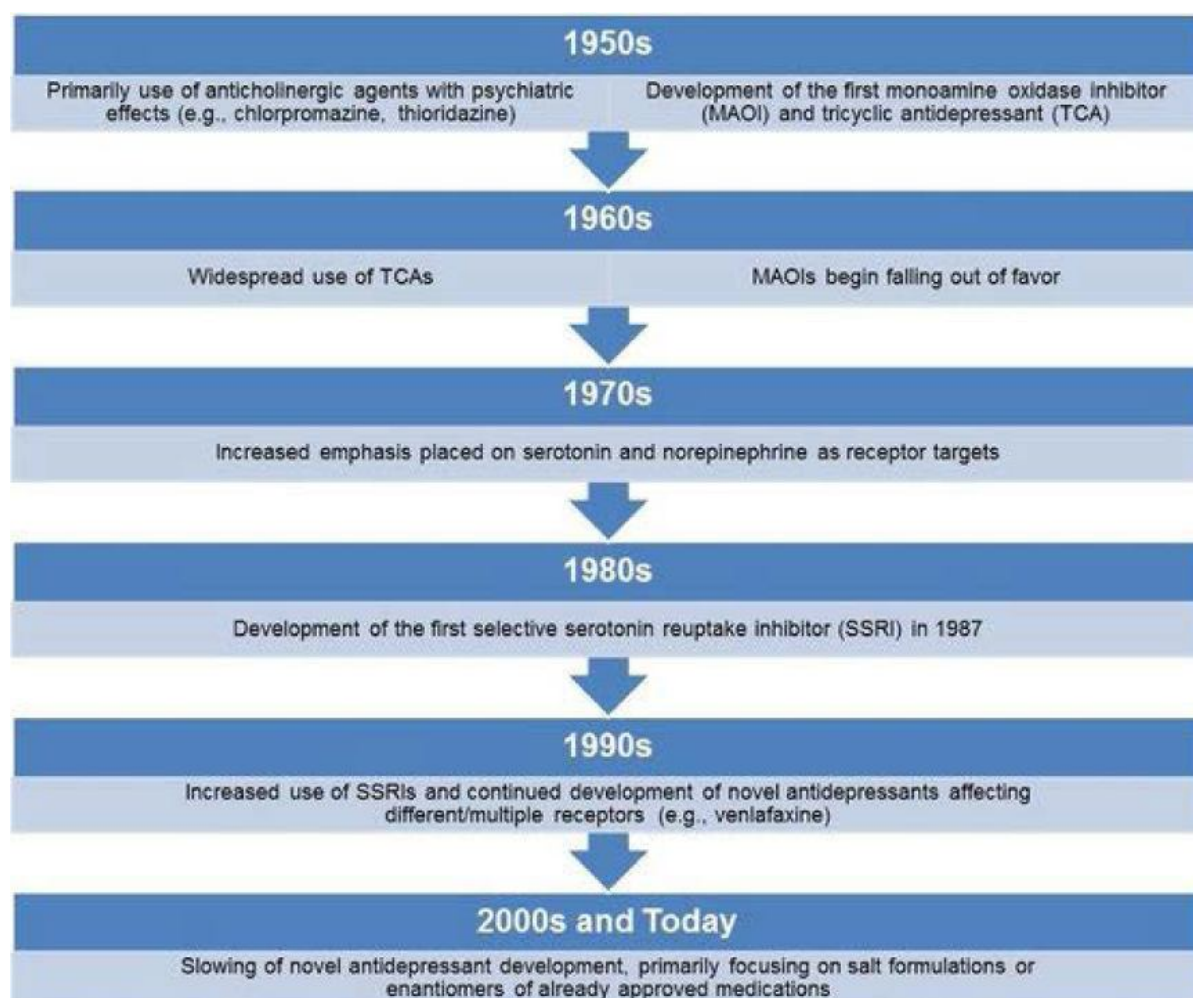 1950s
Primarily use of anticholinergic agents with psychiatric
effects (e.g., chlorpromazine, thioridazine)
Development of the first monoamine oxidase inhibitor
(MAOI) and tricyclic antidepressant (TCA)
1960s
Widespread use of TCAs
MAOIs begin falling out of favor
1970s
Increased emphasis placed on serotonin and norepinephrine as receptor targets
1980s
Development of the first selective serotonin reuptake inhibitor (SSRI) in 1987
1990s
Increased use of SSRIs and continued development of novel antidepressants affecting
different/multiple receptors (e.g., venlafaxine)
2000s and Today
Slowing of novel antidepressant development, primarily focusing on salt formulations or
enantiomers of already approved medications